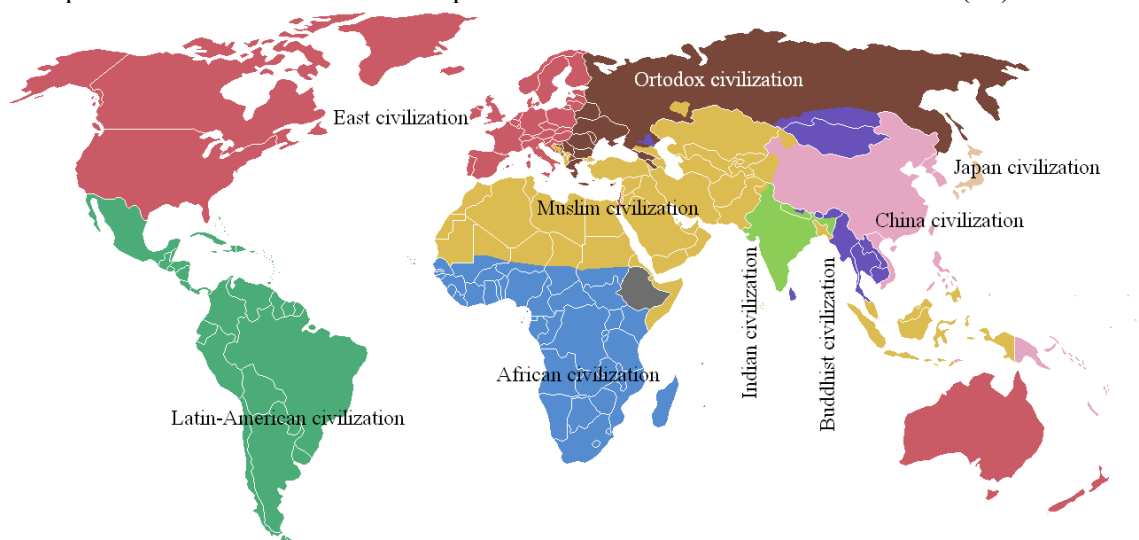 Ortodox civilization
East civilization
Japan civilization
Muslim civilization
China civilization
Indian civilization
Buddhist civilization
African civilization
Latin-American civilization